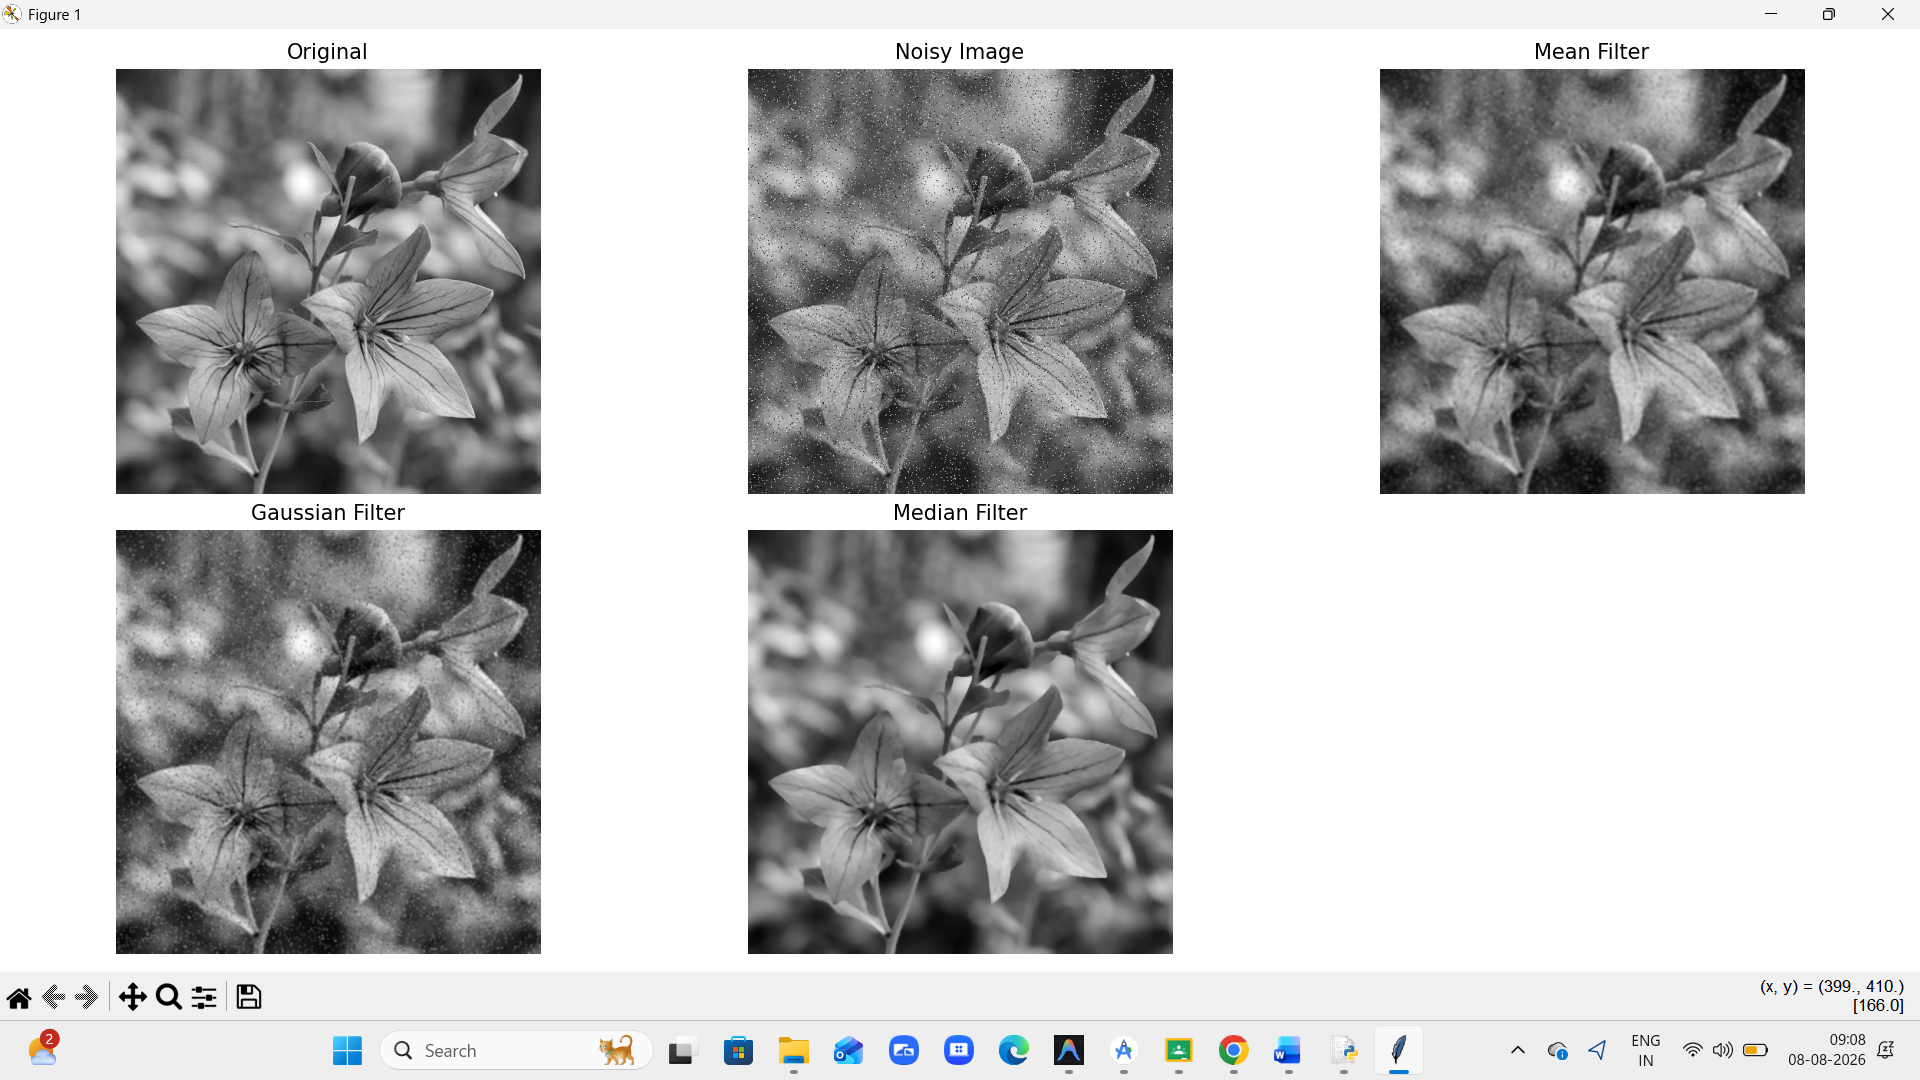 Figure 1
Original
Noisy Image
Mean Filter
Gaussian Filter
Median Filter
(x, y) = (399., 410.)
[166.0]
2
Search
ENG
IN
09:08
08-08-2026